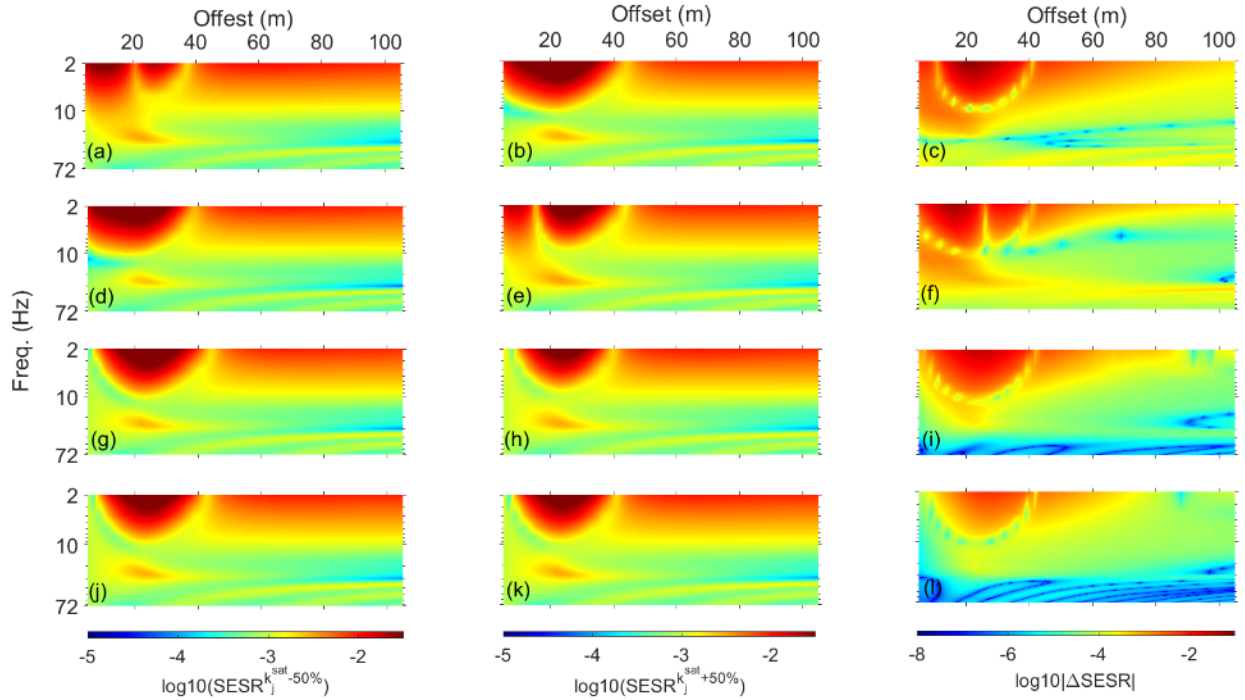 Offest (m) Offset (m) Offset (m)
20 40 60 80 100 20 40 60 80 100 20 40 60 80 100
2
10
72
(a) (b) (c)
2
10
72
(d) (e) (f)
Freq. (Hz)
2
10
72
(g) (h) (i)
2
10
72
(j) (k) (l)
-5 -4 -3 -2 -5 -4 -3 -2 -8 -6 -4 -2
log10(SESR^{k_j^{sat}-50%}) log10(SESR^{k_j^{sat}+50%}) log10|ΔSESR|